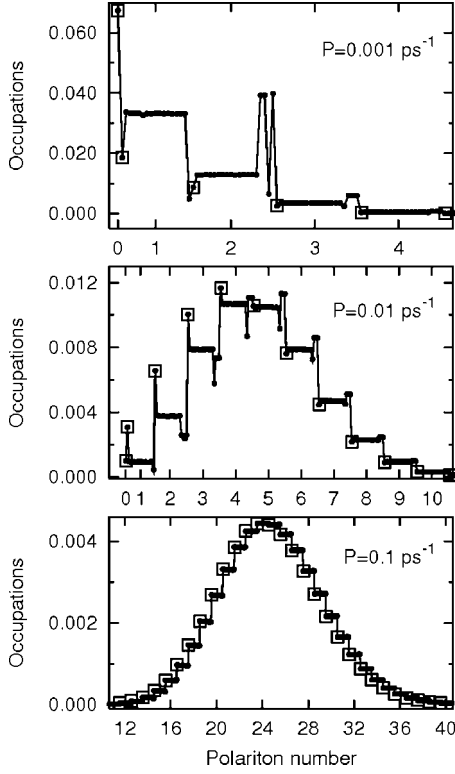 0.060
0.040
0.020
0.000
Occupations
P=0.001 ps-1
0 1 2 3 4
0.012
0.008
0.004
0.000
Occupations
P=0.01 ps-1
0 1 2 3 4 5 6 7 8 9 10
0.004
0.002
0.000
Occupations
P=0.1 ps-1
12 16 20 24 28 32 36 40
Polariton number